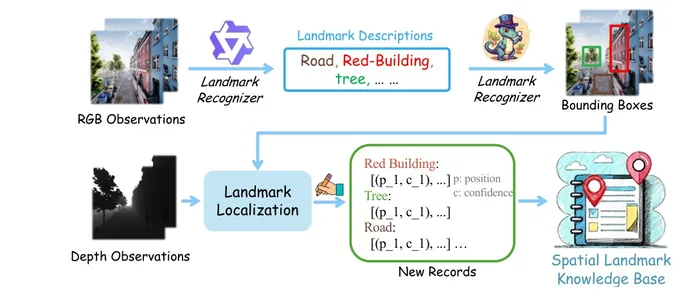 Landmark Descriptions
Road, Red-Building,
tree, ... ...
Landmark
Recognizer
Landmark
Recognizer
RGB Observations
Bounding Boxes
Landmark
Localization
Red Building:
[(p_1, c_1), ...]
p: position
c: confidence
Tree:
[(p_1, c_1), ...]
Road:
[(p_1, c_1), ...] ...
Depth Observations
New Records
Spatial Landmark
Knowledge Base